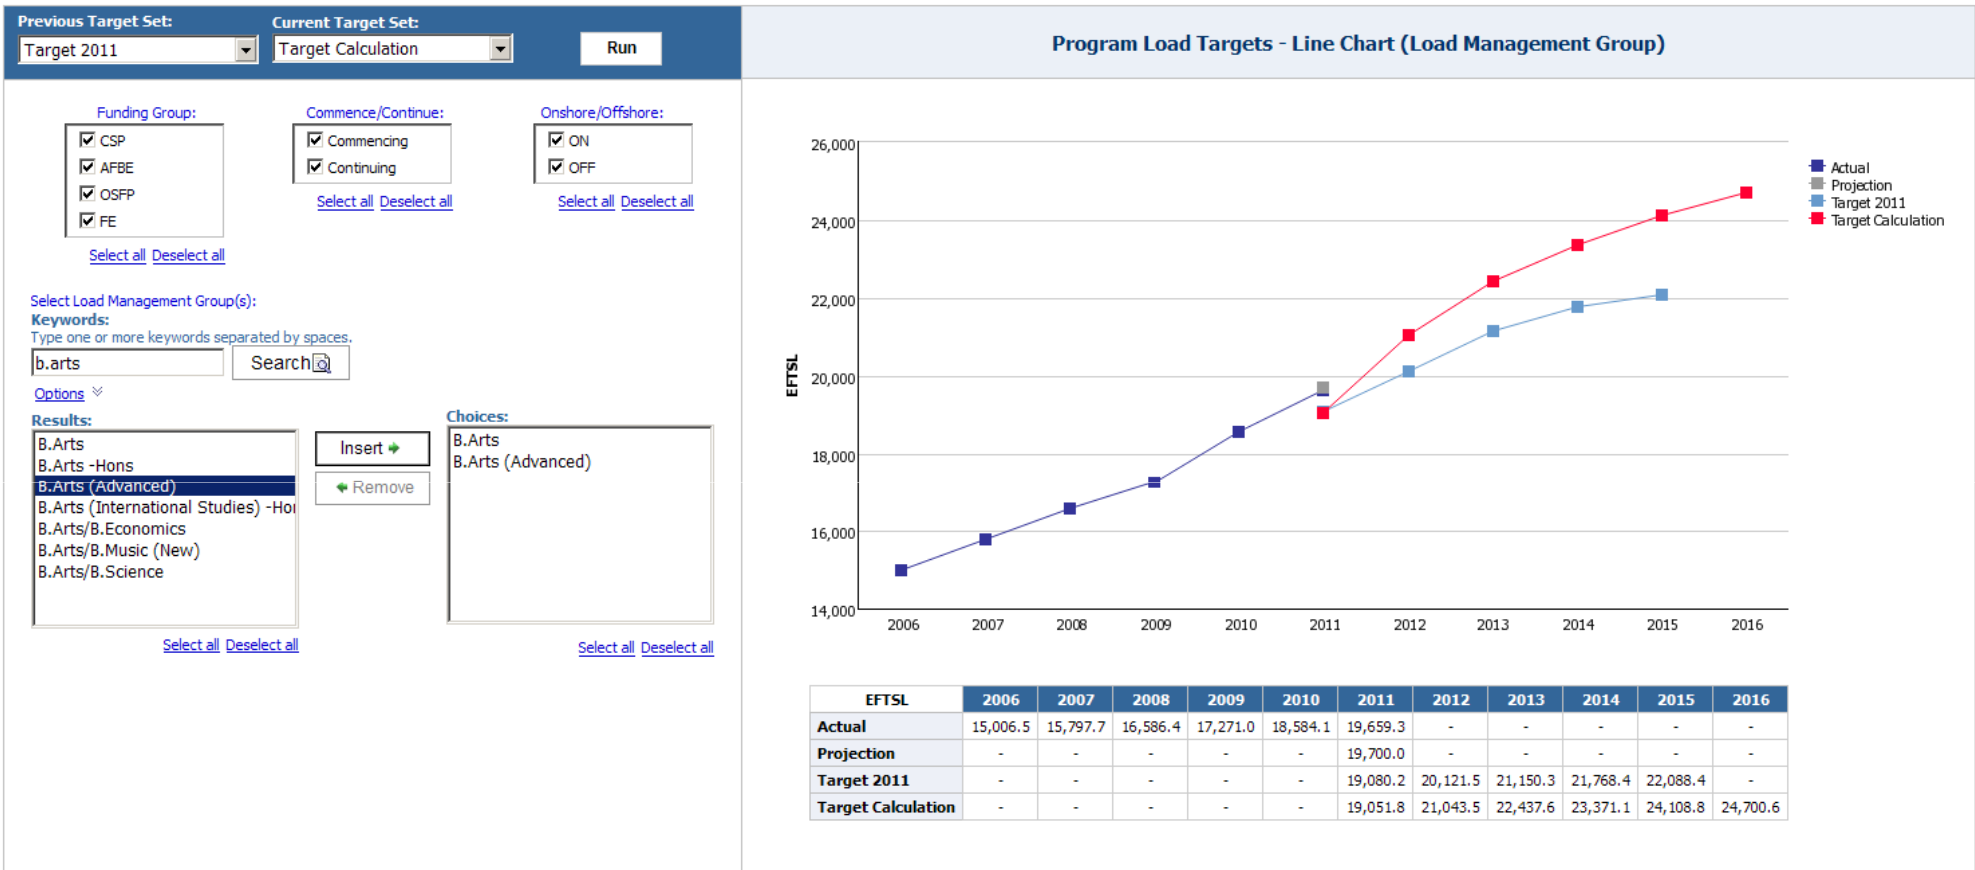 Previous Target Set:
Target 2011
Current Target Set:
Target Calculation
Run
Funding Group:
CSP
AFBE
OSFP
FE
Select all Deselect all
Commence/Continue:
Commencing
Continuing
Select all Deselect all
Onshore/Offshore:
ON
OFF
Select all Deselect all
Select Load Management Group(s):
Keywords:
Type one or more keywords separated by spaces.
b.arts
Search
Options
Results:
B.Arts
B.Arts -Hons
B.Arts (Advanced)
B.Arts (International Studies) -Hon
B.Arts/B.Economics
B.Arts/B.Music (New)
B.Arts/B.Science
Select all Deselect all
Insert
Remove
Choices:
B.Arts
B.Arts (Advanced)
Select all Deselect all
Program Load Targets - Line Chart (Load Management Group)
26,000
24,000
22,000
20,000
18,000
16,000
14,000
EFTSL
2006 2007 2008 2009 2010 2011 2012 2013 2014 2015 2016
Actual
Projection
Target 2011
Target Calculation
EFTSL 2006 2007 2008 2009 2010 2011 2012 2013 2014 2015 2016
Actual 15,006.5 15,797.7 16,586.4 17,271.0 18,584.1 19,659.3 - - - - -
Projection - - - - - 19,700.0 - - - - -
Target 2011 - - - - - 19,080.2 20,121.5 21,150.3 21,768.4 22,088.4 -
Target Calculation - - - - - 19,051.8 21,043.5 22,437.6 23,371.1 24,108.8 24,700.6